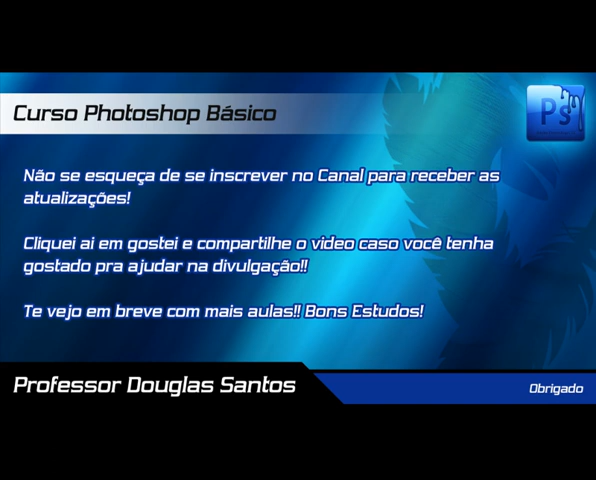 Curso Photoshop Básico
Ps
Não se esqueça de se inscrever no Canal para receber as
atualizações!
Cliquei ai em gostei e compartilhe o video caso você tenha
gostado pra ajudar na divulgação!!
Te vejo em breve com mais aulas!! Bons Estudos!
Professor Douglas Santos
Obrigado